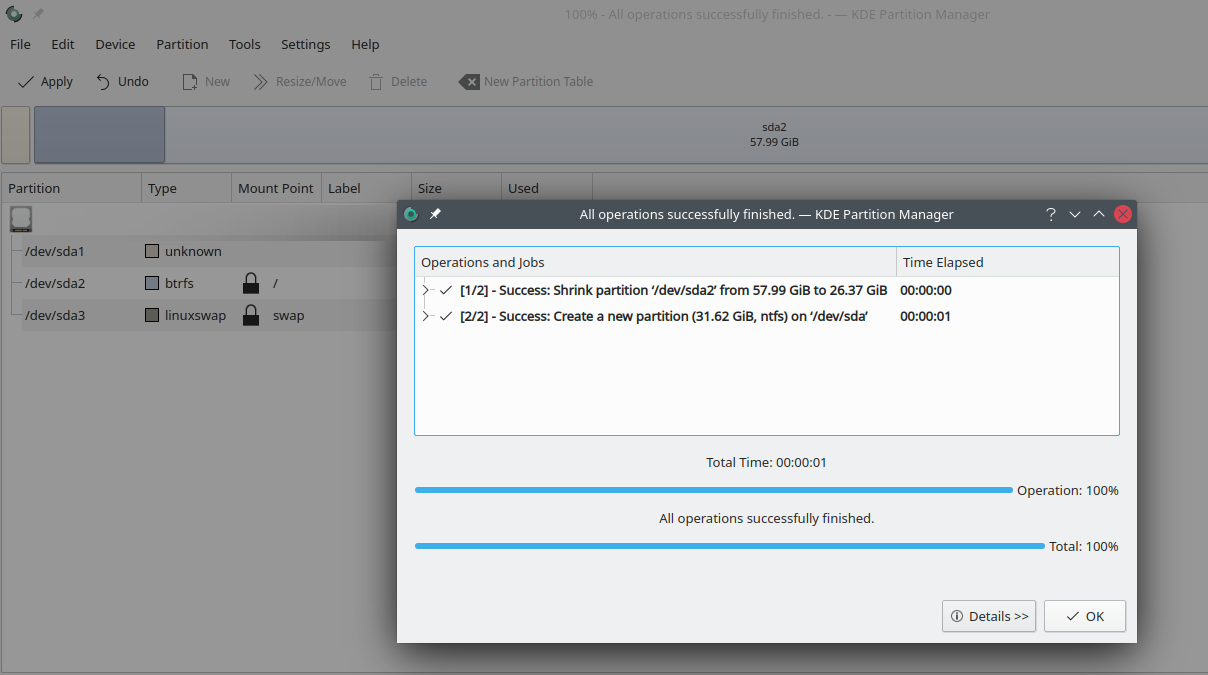 100% - All operations successfully finished. - — KDE Partition Manager
File Edit Device Partition Tools Settings Help
Apply Undo New Resize/Move Delete New Partition Table
sda2
57.99 GiB
Partition Type Mount Point Label Size Used
All operations successfully finished. — KDE Partition Manager
/dev/sda1 unknown
/dev/sda2 btrfs /
/dev/sda3 linuxswap swap
Operations and Jobs Time Elapsed
[1/2] - Success: Shrink partition ‘/dev/sda2’ from 57.99 GiB to 26.37 GiB 00:00:00
[2/2] - Success: Create a new partition (31.62 GiB, ntfs) on ‘/dev/sda’ 00:00:01
Total Time: 00:00:01
Operation: 100%
All operations successfully finished.
Total: 100%
Details >> OK